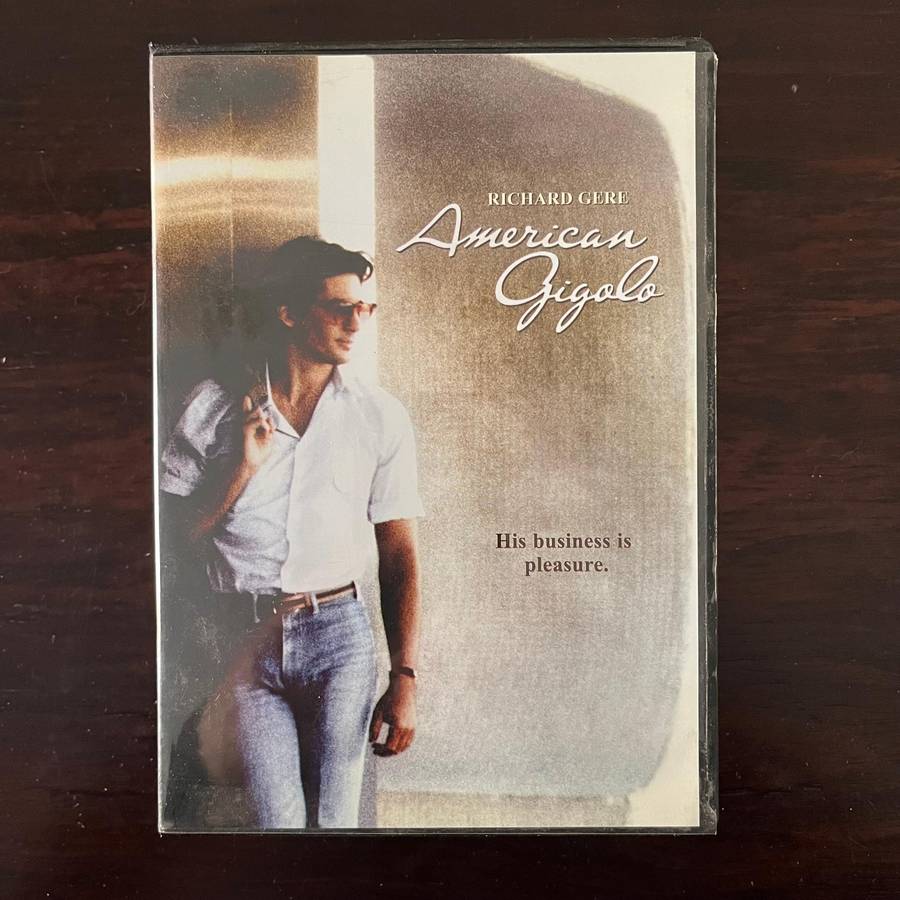 RICHARD GERE
American
Gigolo
His business is
pleasure.